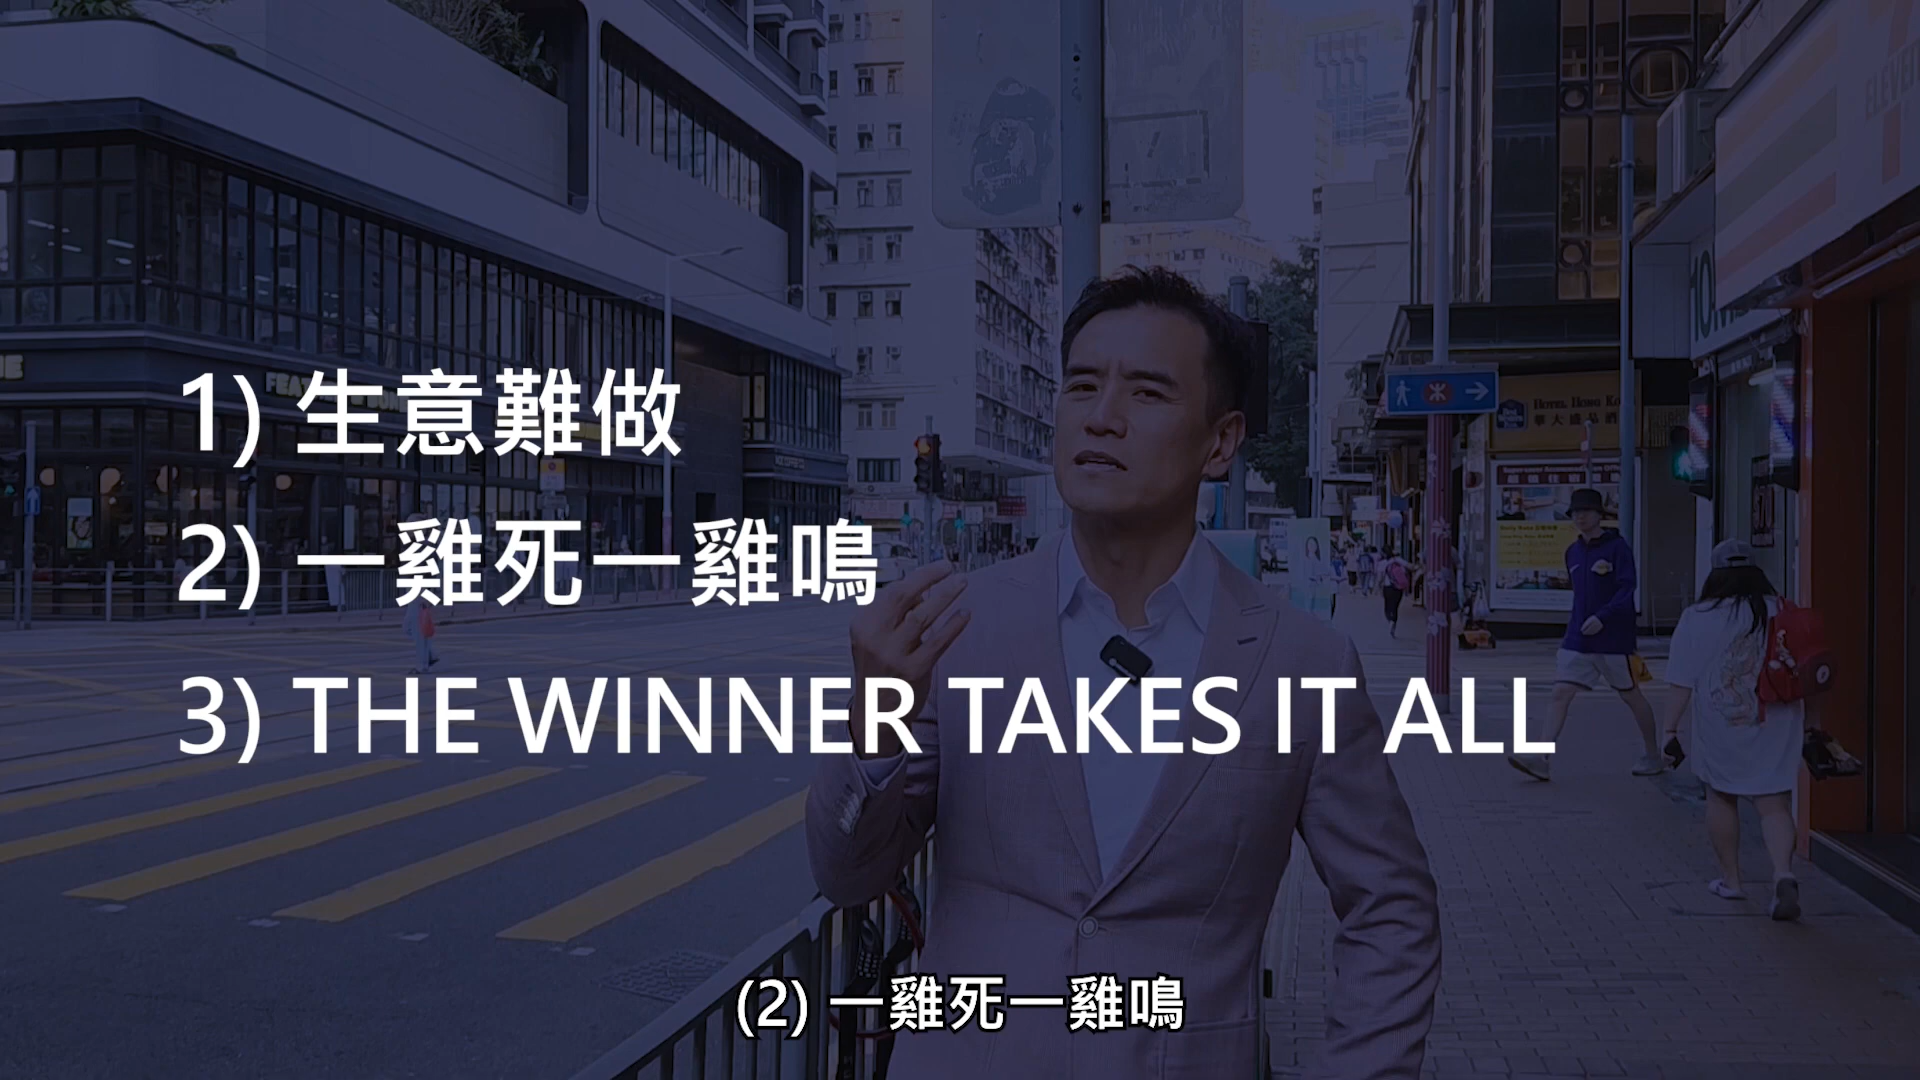 1) 生意難做
2) 一雞死一雞鳴
3) THE WINNER TAKES IT ALL
(2) 一雞死一雞鳴